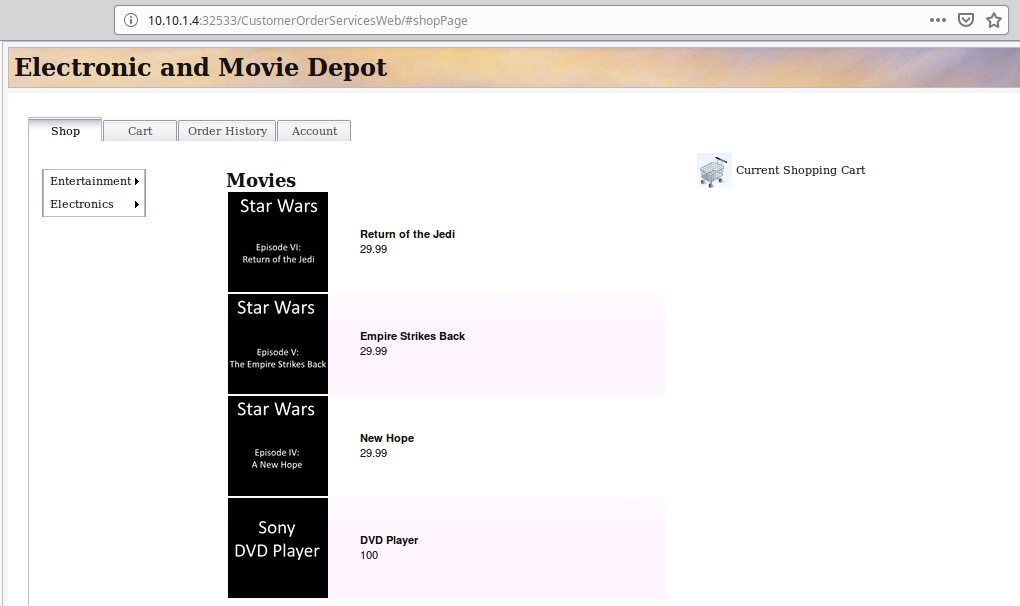 10.10.1.4:32533/CustomerOrderServicesWeb/#shopPage
Electronic and Movie Depot
Shop Cart Order History Account
Entertainment
Electronics
Movies
Current Shopping Cart
Star Wars
Episode VI:
Return of the Jedi
Return of the Jedi
29.99
Star Wars
Episode V:
The Empire Strikes Back
Empire Strikes Back
29.99
Star Wars
Episode IV:
A New Hope
New Hope
29.99
Sony
DVD Player
DVD Player
100